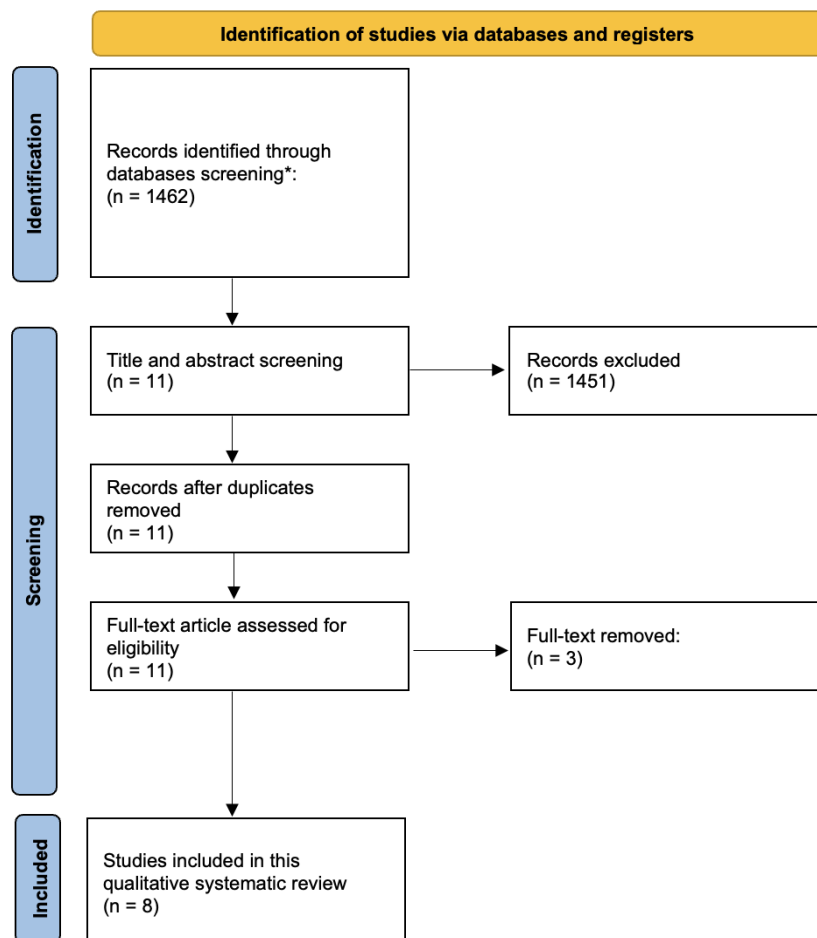 Identification of studies via databases and registers
Identification
Records identified through
databases screening*:
(n = 1462)
Screening
Title and abstract screening
(n = 11)
Records excluded
(n = 1451)
Records after duplicates
removed
(n = 11)
Full-text article assessed for
eligibility
(n = 11)
Full-text removed:
(n = 3)
Included
Studies included in this
qualitative systematic review
(n = 8)